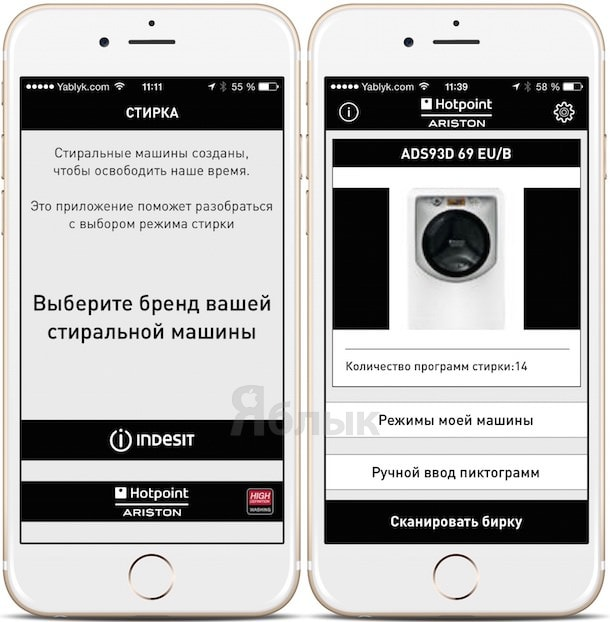 Yablyk.com 11:11 55 %
СТИРКА
Стиральные машины созданы,
чтобы освободить наше время.
Это приложение поможет разобраться
с выбором режима стирки
Выберите бренд вашей
стиральной машины
indesit
Hotpoint
ARISTON
HIGH
DEFINITION
WASHING
Yablyk.com 11:39 58 %
Hotpoint
ARISTON
ADS93D 69 EU/B
Количество программ стирки:14
Режимы моей машины
Ручной ввод пиктограмм
Сканировать бирку
Яблык